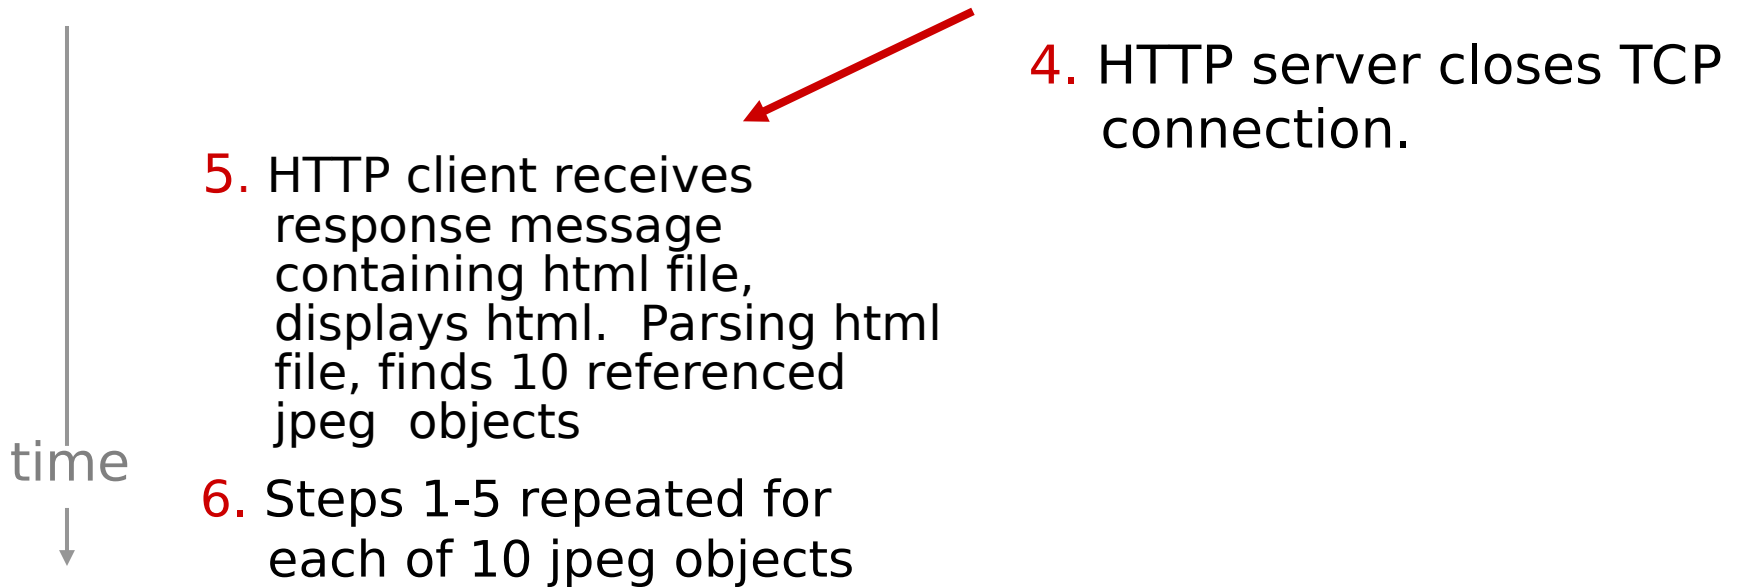 4. HTTP server closes TCP
connection.
5. HTTP client receives
response message
containing html file,
displays html.  Parsing html
file, finds 10 referenced
jpeg  objects
time
6. Steps 1-5 repeated for
each of 10 jpeg objects